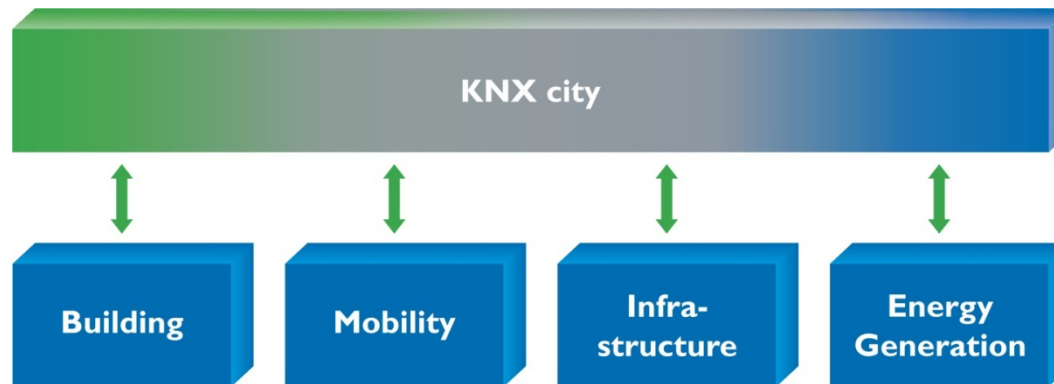 KNX city
Building
Mobility
Infra-
structure
Energy
Generation